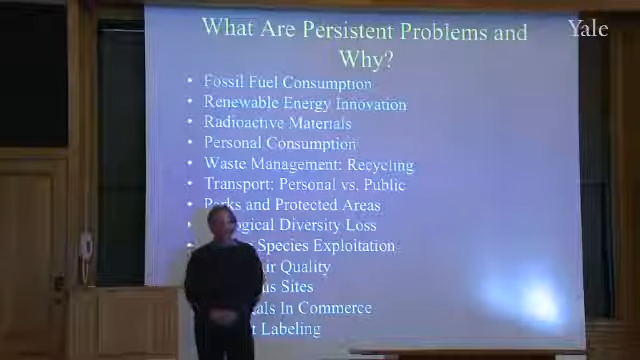 What Are Persistent Problems and
Yale
Why?
• Fossil Fuel Consumption
• Renewable Energy Innovation
• Radioactive Materials
• Personal Consumption
• Waste Management: Recycling
• Transport: Personal vs. Public
• Parks and Protected Areas
• Diversity Loss
• Species Exploitation
Quality
Sites
In Commerce
Labeling